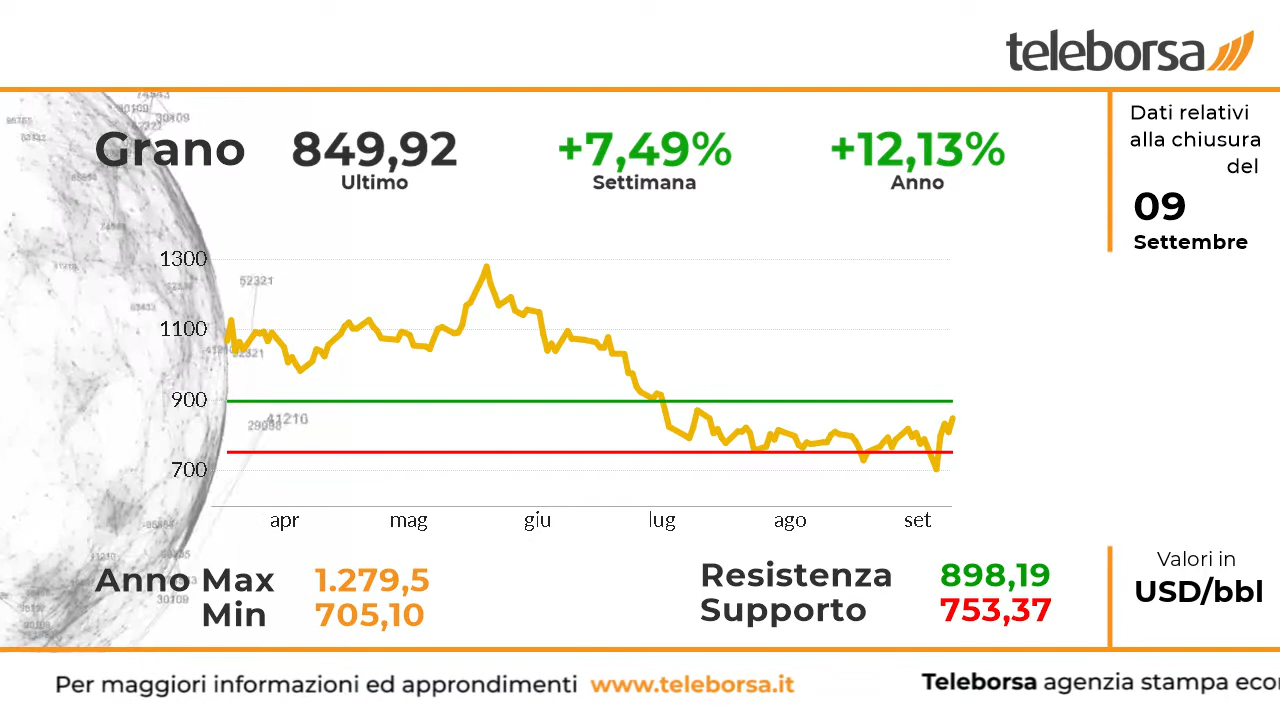 teleborsa
Dati relativi
alla chiusura
del
09
Settembre
Grano 849,92 +7,49% +12,13%
Ultimo Settimana Anno
1300
1100
900
700
apr mag giu lug ago set
Anno Max 1.279,5
Min 705,10
Resistenza 898,19
Supporto 753,37
Valori in
USD/bbl
Per maggiori informazioni ed approndimenti www.teleborsa.it
Teleborsa agenzia stampa econ
52321
41210